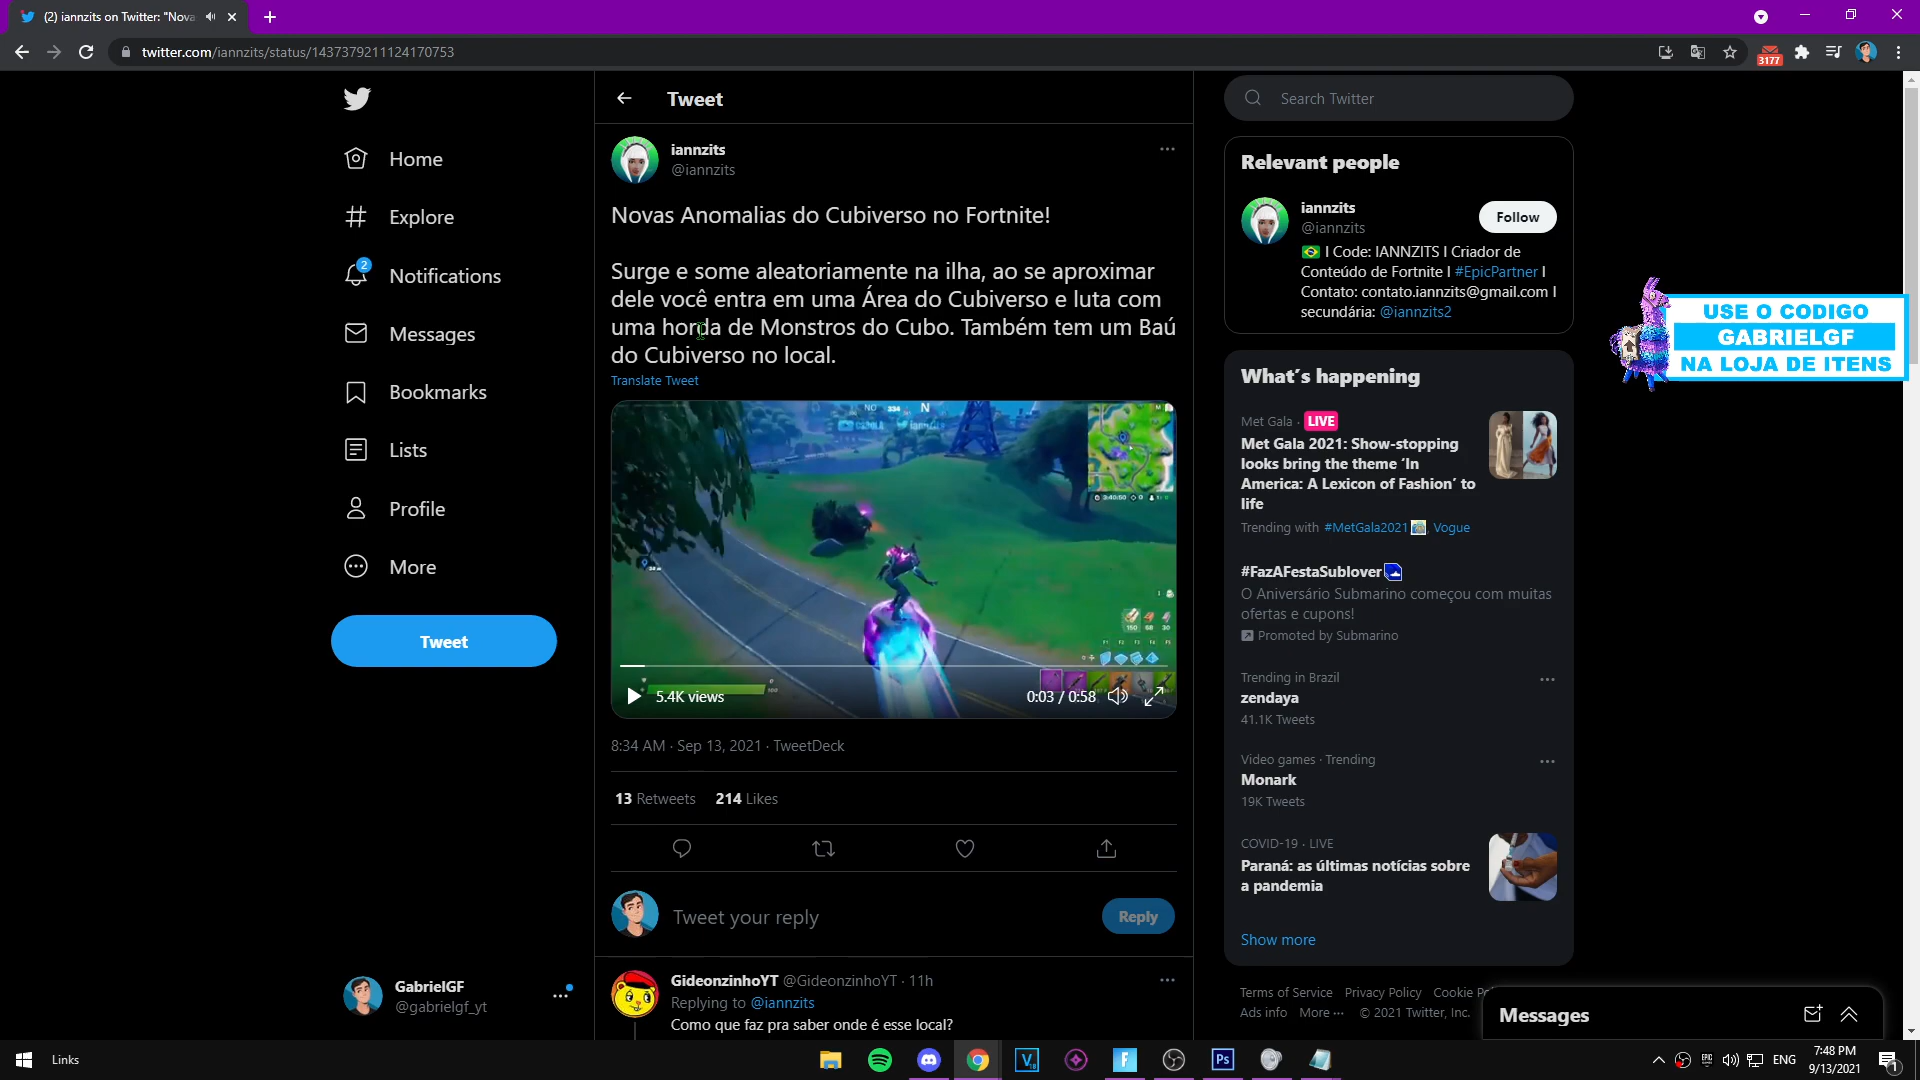 (2) iannzits on Twitter: "Nova
twitter.com/iannzits/status/1437379211124170753
3177
Home
Explore
2
Notifications
Messages
Bookmarks
Lists
Profile
More
Tweet
GabrielGF
@gabrielgf_yt
Tweet
iannzits
@iannzits
Novas Anomalias do Cubiverso no Fortnite!
Surge e some aleatoriamente na ilha, ao se aproximar
dele você entra em uma Área do Cubiverso e luta com
uma horda de Monstros do Cubo. Também tem um Baú
do Cubiverso no local.
Translate Tweet
NO 334 N
iannzits
5.4K views
0:03 / 0:58
8:34 AM · Sep 13, 2021 · TweetDeck
13 Retweets 214 Likes
Tweet your reply
Reply
GideonzinhoYT @GideonzinhoYT · 11h
Replying to @iannzits
Como que faz pra saber onde é esse local?
Search Twitter
Relevant people
iannzits
@iannzits
Follow
I Code: IANNZITS I Criador de
Conteúdo de Fortnite I #EpicPartner I
Contato: contato.iannzits@gmail.com I
secundária: @iannzits2
What's happening
Met Gala · LIVE
Met Gala 2021: Show-stopping
looks bring the theme ‘In
America: A Lexicon of Fashion’ to
life
Trending with #MetGala2021, Vogue
#FazAFestaSublover
O Aniversário Submarino começou com muitas
ofertas e cupons!
Promoted by Submarino
Trending in Brazil
zendaya
41.1K Tweets
Video games · Trending
Monark
19K Tweets
COVID-19 · LIVE
Paraná: as últimas notícias sobre
a pandemia
Show more
Terms of Service Privacy Policy Cookie Po
Ads info More ··· © 2021 Twitter, Inc.
Messages
USE O CODIGO
GABRIELGF
NA LOJA DE ITENS
Links
Ps
ENG
7:48 PM
9/13/2021
1